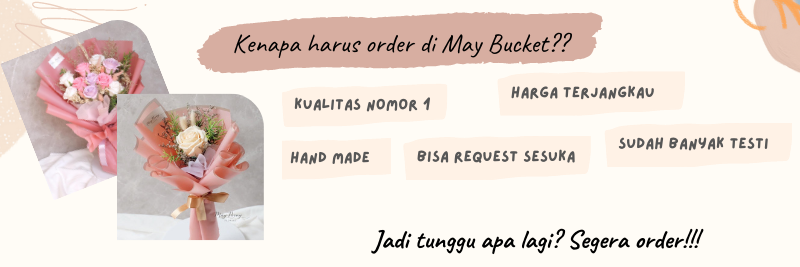 Kenapa harus order di May Bucket??
KUALITAS NOMOR 1
HARGA TERJANGKAU
HAND MADE
BISA REQUEST SESUKA
SUDAH BANYAK TESTI
Jadi tunggu apa lagi? Segera order!!!